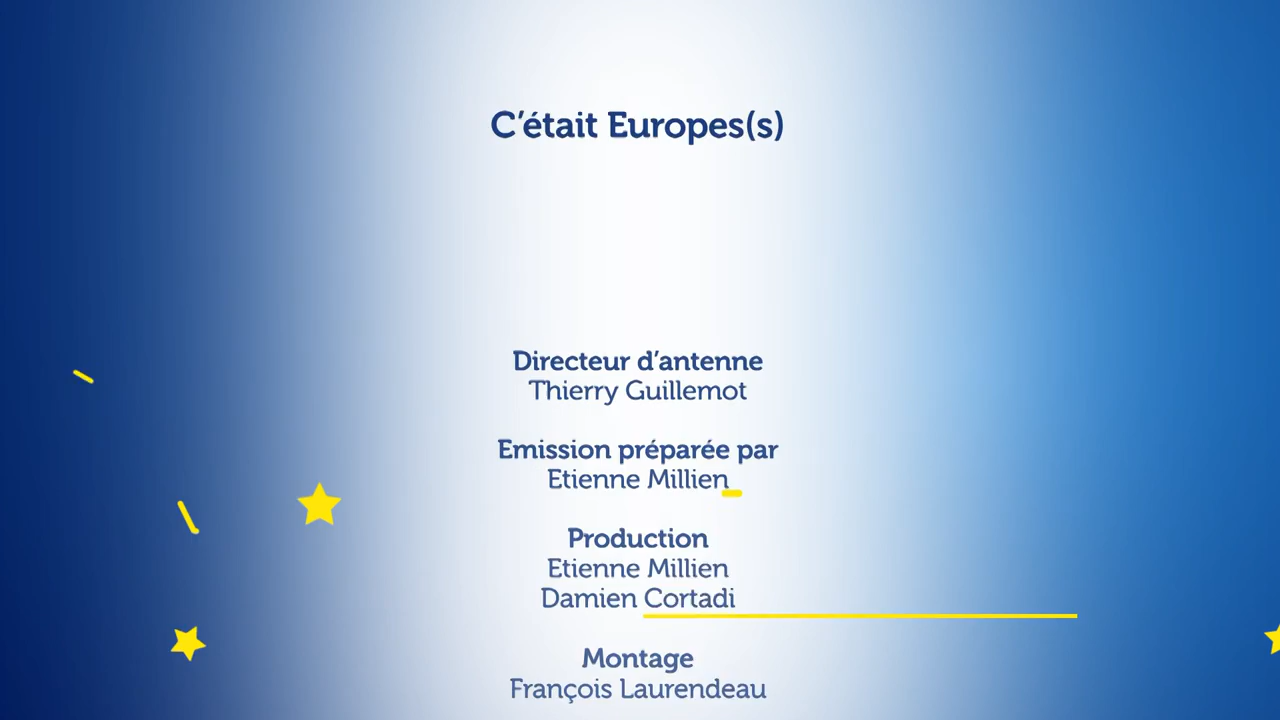 C’était Europes(s)
Directeur d’antenne
Thierry Guillemot
Emission préparée par
Etienne Millien
Production
Etienne Millien
Damien Cortadi
Montage
François Laurendeau